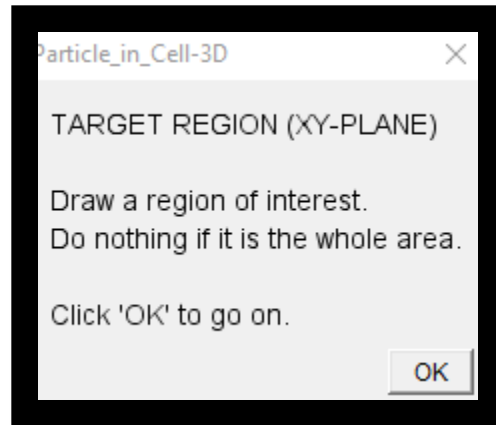 Particle_in_Cell-3D
TARGET REGION (XY-PLANE)
Draw a region of interest.
Do nothing if it is the whole area.
Click 'OK' to go on.
OK